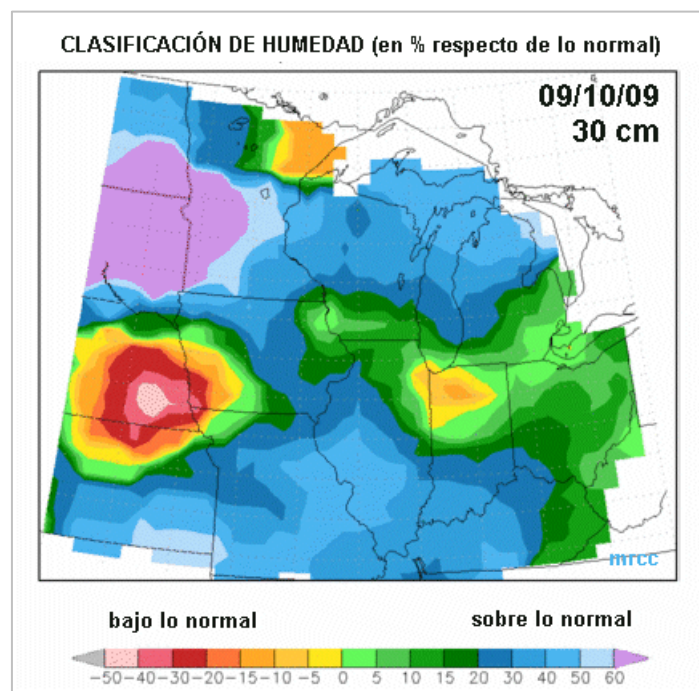 CLASIFICACIÓN DE HUMEDAD (en % respecto de lo normal)
09/10/09
30 cm
mrcc
bajo lo normal sobre lo normal
-50 -40 -30 -20 -15 -10 -5 0 5 10 15 20 30 40 50 60